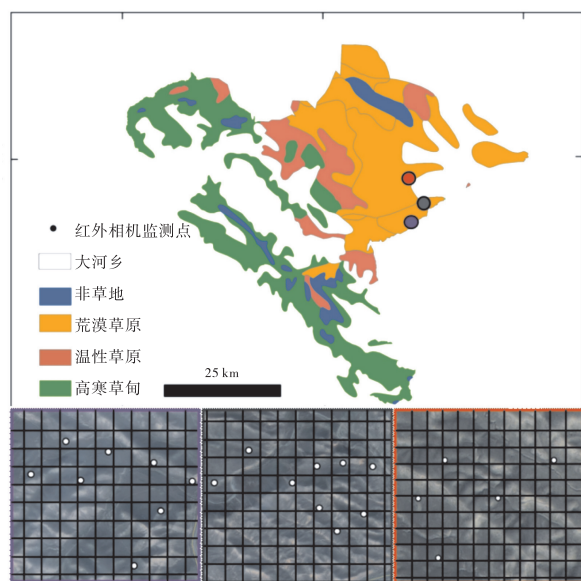 红外相机监测点
大河乡
非草地
荒漠草原
温性草原
高寒草甸
25 km